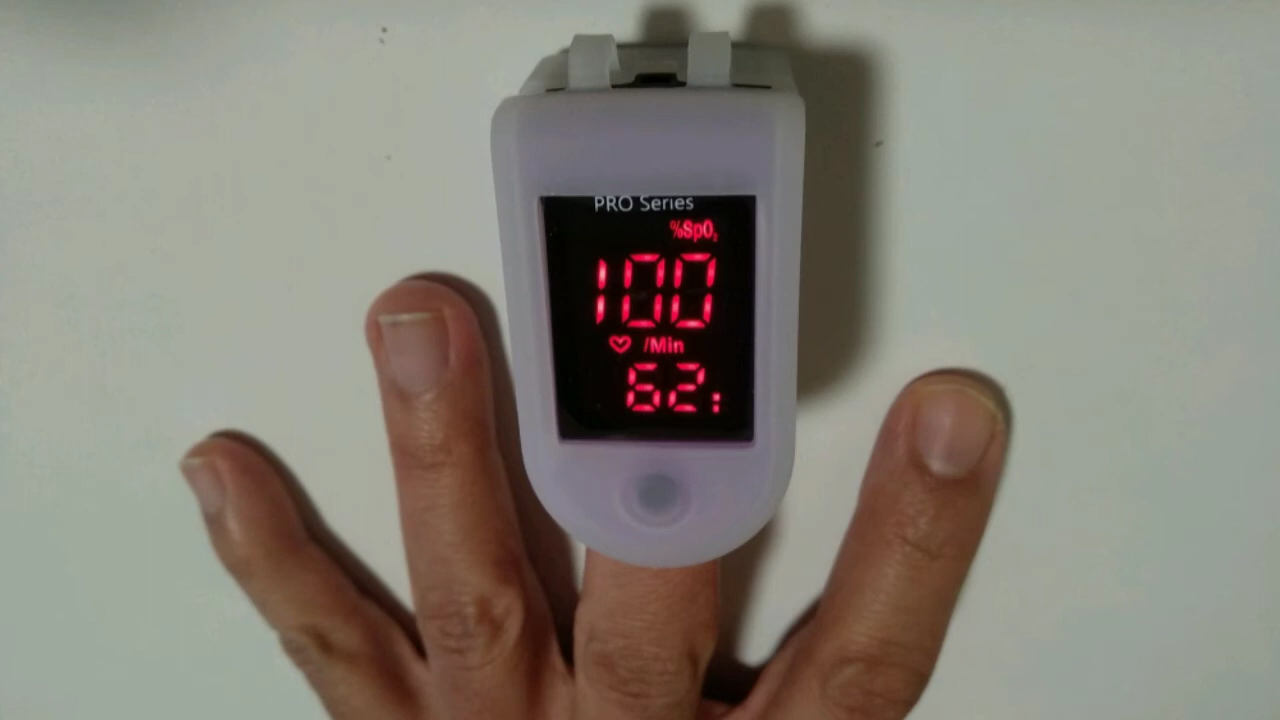 PRO Series
%SpO₂
100
♡ /Min
62